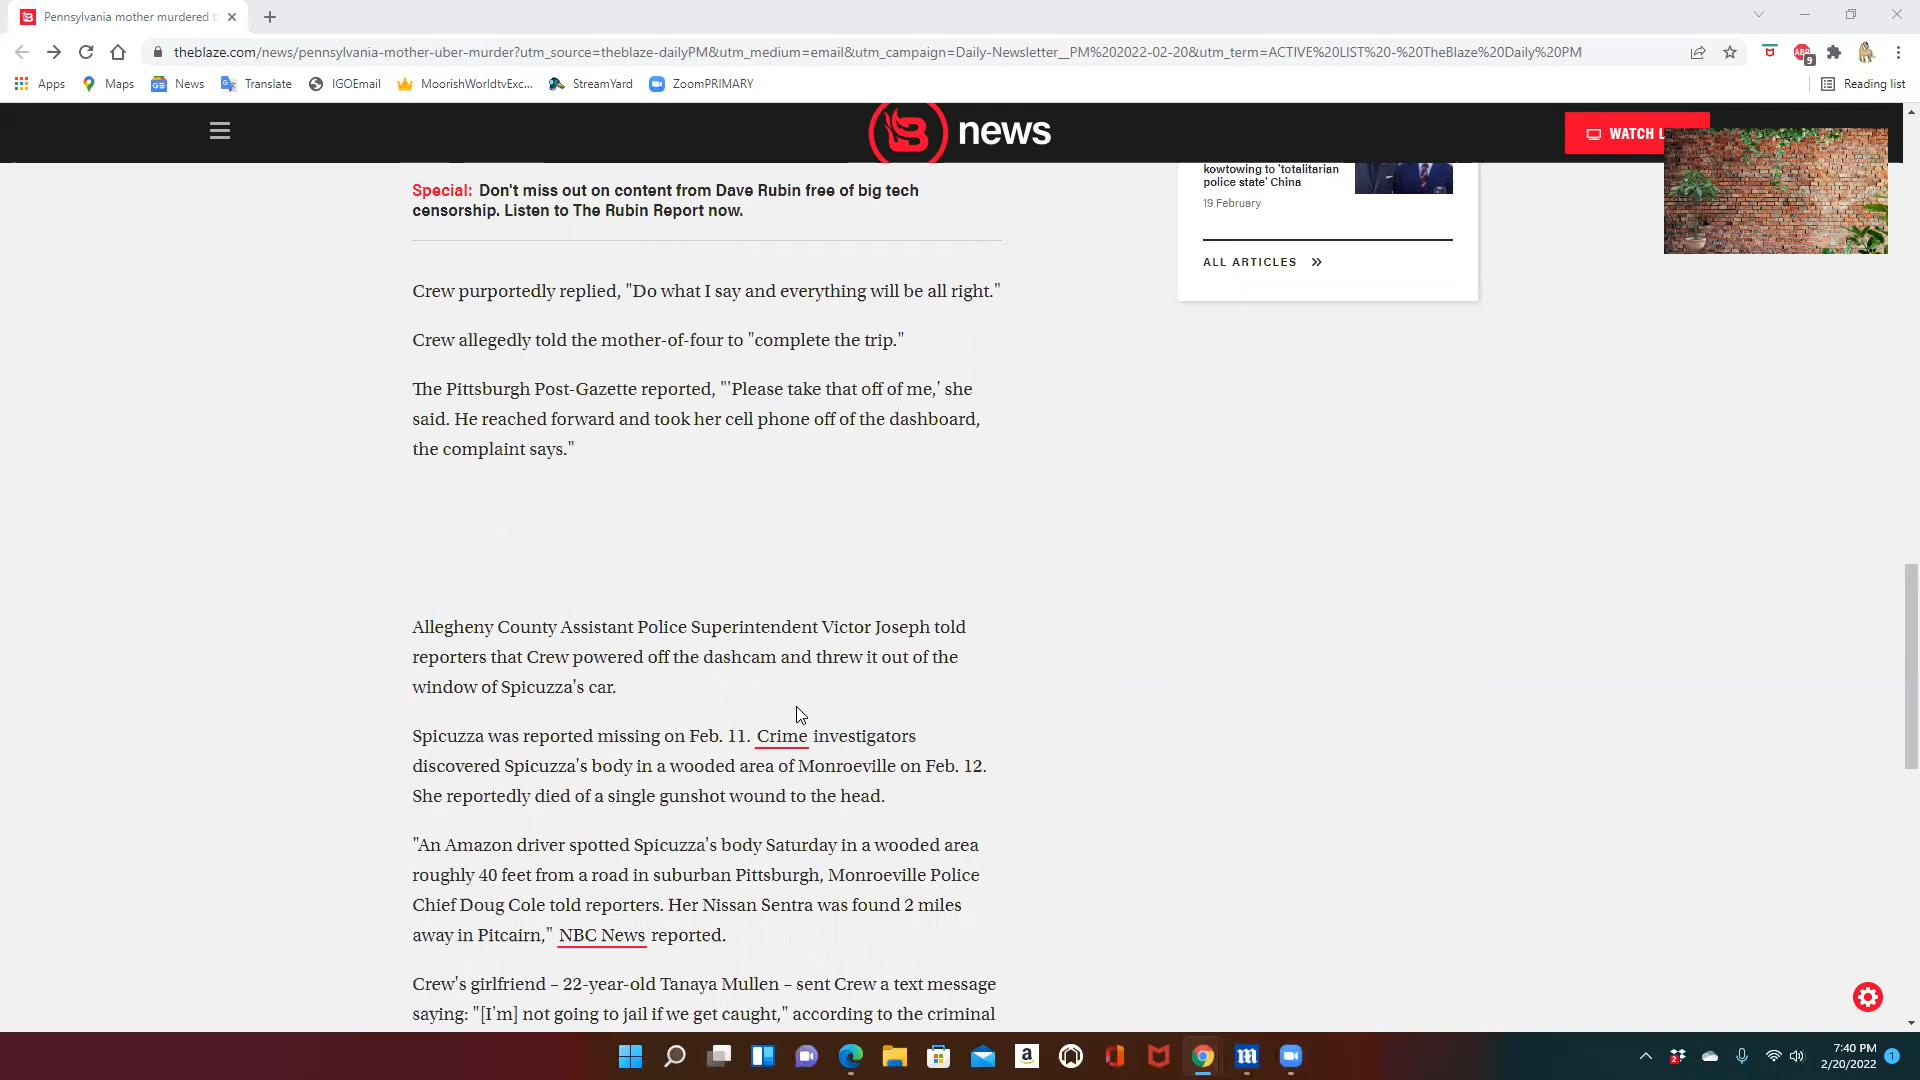 Pennsylvania mother murdered b
theblaze.com/news/pennsylvania-mother-uber-murder?utm_source=theblaze-dailyPM&utm_medium=email&utm_campaign=Daily-Newsletter__PM%202022-02-20&utm_term=ACTIVE%20LIST%20-%20TheBlaze%20Daily%20PM
ABP
9
Apps
Maps
News
Translate
IGOEmail
MoorishWorldtvExc...
StreamYard
ZoomPRIMARY
Reading list
news
WATCH L
Special: Don't miss out on content from Dave Rubin free of big tech
censorship. Listen to The Rubin Report now.
kowtowing to 'totalitarian
police state' China
19 February
ALL ARTICLES
Crew purportedly replied, "Do what I say and everything will be all right."
Crew allegedly told the mother-of-four to "complete the trip."
The Pittsburgh Post-Gazette reported, "'Please take that off of me,' she
said. He reached forward and took her cell phone off of the dashboard,
the complaint says."
Allegheny County Assistant Police Superintendent Victor Joseph told
reporters that Crew powered off the dashcam and threw it out of the
window of Spicuzza's car.
Spicuzza was reported missing on Feb. 11. Crime investigators
discovered Spicuzza's body in a wooded area of Monroeville on Feb. 12.
She reportedly died of a single gunshot wound to the head.
"An Amazon driver spotted Spicuzza's body Saturday in a wooded area
roughly 40 feet from a road in suburban Pittsburgh, Monroeville Police
Chief Doug Cole told reporters. Her Nissan Sentra was found 2 miles
away in Pitcairn," NBC News reported.
Crew's girlfriend – 22-year-old Tanaya Mullen – sent Crew a text message
saying: "[I'm] not going to jail if we get caught," according to the criminal
7:40 PM
2/20/2022
1